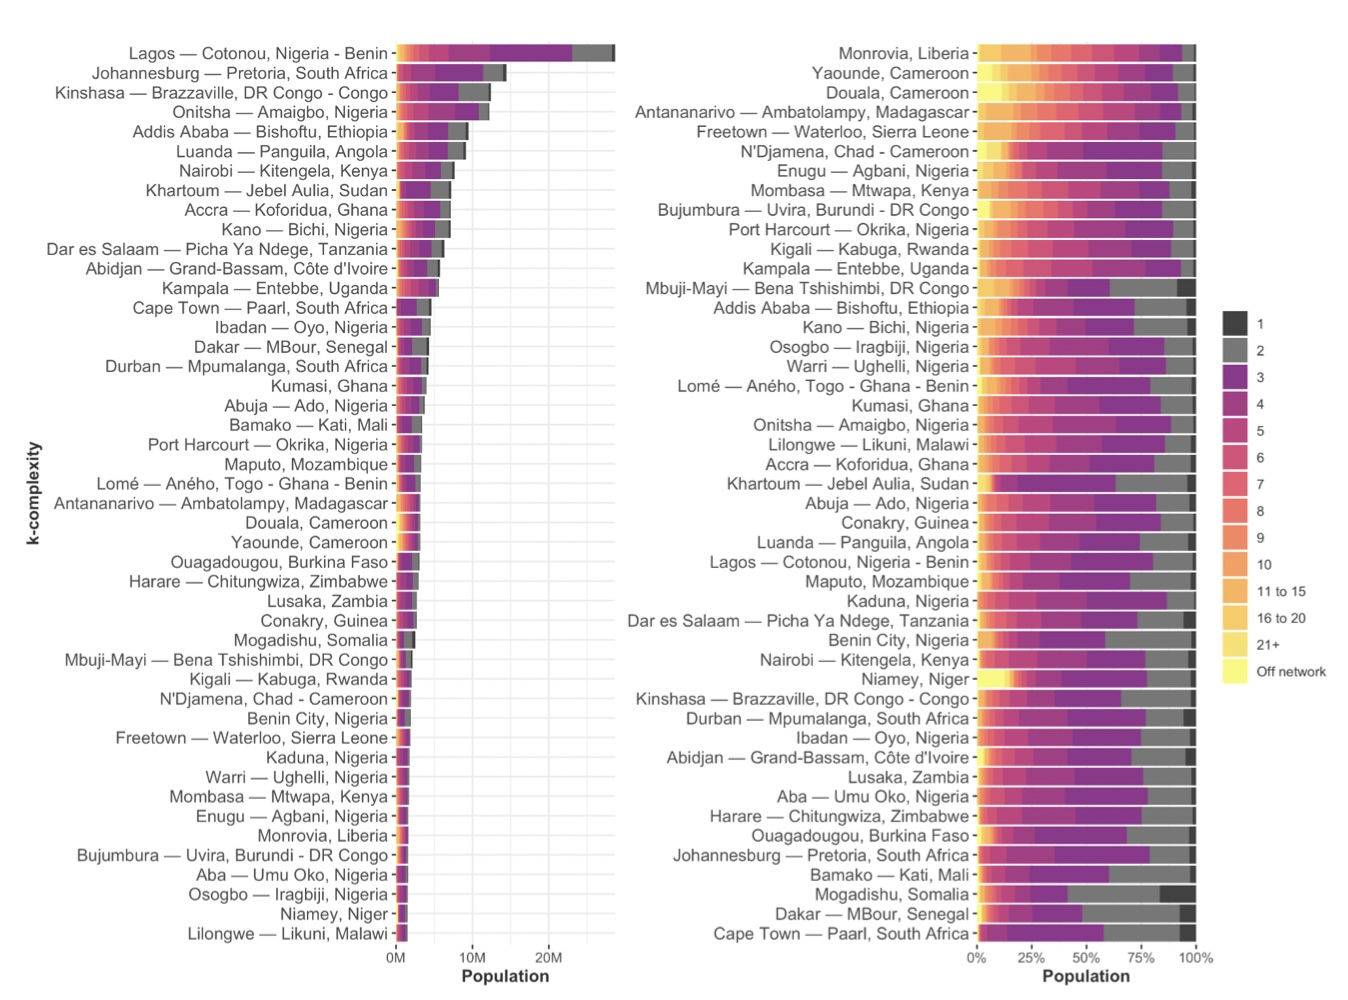 k-complexity
Lagos — Cotonou, Nigeria - Benin
Johannesburg — Pretoria, South Africa
Kinshasa — Brazzaville, DR Congo - Congo
Onitsha — Amaigbo, Nigeria
Addis Ababa — Bishoftu, Ethiopia
Luanda — Panguila, Angola
Nairobi — Kitengela, Kenya
Khartoum — Jebel Aulia, Sudan
Accra — Koforidua, Ghana
Kano — Bichi, Nigeria
Dar es Salaam — Picha Ya Ndege, Tanzania
Abidjan — Grand-Bassam, Côte d'Ivoire
Kampala — Entebbe, Uganda
Cape Town — Paarl, South Africa
Ibadan — Oyo, Nigeria
Dakar — MBour, Senegal
Durban — Mpumalanga, South Africa
Kumasi, Ghana
Abuja — Ado, Nigeria
Bamako — Kati, Mali
Port Harcourt — Okrika, Nigeria
Maputo, Mozambique
Lomé — Aného, Togo - Ghana - Benin
Antananarivo — Ambatolampy, Madagascar
Douala, Cameroon
Yaounde, Cameroon
Ouagadougou, Burkina Faso
Harare — Chitungwiza, Zimbabwe
Lusaka, Zambia
Conakry, Guinea
Mogadishu, Somalia
Mbuji-Mayi — Bena Tshishimbi, DR Congo
Kigali — Kabuga, Rwanda
N'Djamena, Chad - Cameroon
Benin City, Nigeria
Freetown — Waterloo, Sierra Leone
Kaduna, Nigeria
Warri — Ughelli, Nigeria
Mombasa — Mtwapa, Kenya
Enugu — Agbani, Nigeria
Monrovia, Liberia
Bujumbura — Uvira, Burundi - DR Congo
Aba — Umu Oko, Nigeria
Osogbo — Iragbiji, Nigeria
Niamey, Niger
Lilongwe — Likuni, Malawi
0M 10M 20M
Population
Monrovia, Liberia
Yaounde, Cameroon
Douala, Cameroon
Antananarivo — Ambatolampy, Madagascar
Freetown — Waterloo, Sierra Leone
N'Djamena, Chad - Cameroon
Enugu — Agbani, Nigeria
Mombasa — Mtwapa, Kenya
Bujumbura — Uvira, Burundi - DR Congo
Port Harcourt — Okrika, Nigeria
Kigali — Kabuga, Rwanda
Kampala — Entebbe, Uganda
Mbuji-Mayi — Bena Tshishimbi, DR Congo
Addis Ababa — Bishoftu, Ethiopia
Kano — Bichi, Nigeria
Osogbo — Iragbiji, Nigeria
Warri — Ughelli, Nigeria
Lomé — Aného, Togo - Ghana - Benin
Kumasi, Ghana
Onitsha — Amaigbo, Nigeria
Lilongwe — Likuni, Malawi
Accra — Koforidua, Ghana
Khartoum — Jebel Aulia, Sudan
Abuja — Ado, Nigeria
Conakry, Guinea
Luanda — Panguila, Angola
Lagos — Cotonou, Nigeria - Benin
Maputo, Mozambique
Kaduna, Nigeria
Dar es Salaam — Picha Ya Ndege, Tanzania
Benin City, Nigeria
Nairobi — Kitengela, Kenya
Niamey, Niger
Kinshasa — Brazzaville, DR Congo - Congo
Durban — Mpumalanga, South Africa
Ibadan — Oyo, Nigeria
Abidjan — Grand-Bassam, Côte d'Ivoire
Lusaka, Zambia
Aba — Umu Oko, Nigeria
Harare — Chitungwiza, Zimbabwe
Ouagadougou, Burkina Faso
Johannesburg — Pretoria, South Africa
Bamako — Kati, Mali
Mogadishu, Somalia
Dakar — MBour, Senegal
Cape Town — Paarl, South Africa
0% 25% 50% 75% 100%
Population
1
2
3
4
5
6
7
8
9
10
11 to 15
16 to 20
21+
Off network